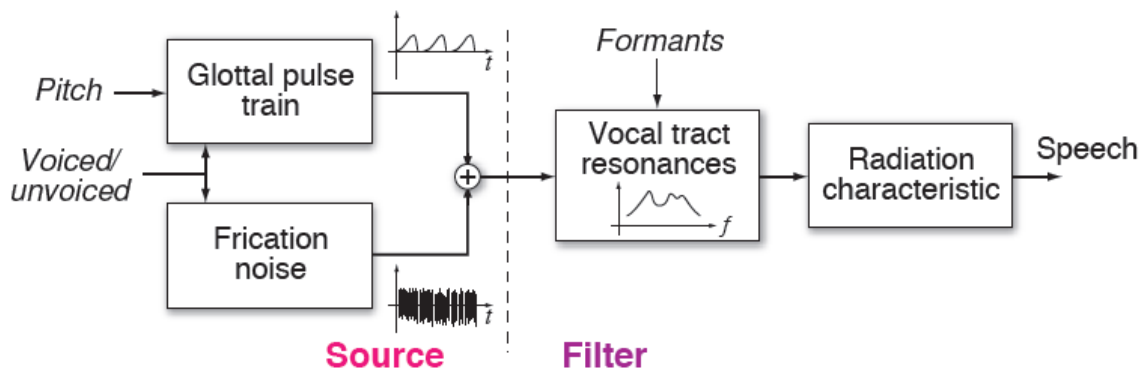 Pitch
Voiced/
unvoiced
Glottal pulse
train
t
Frication
noise
t
+
Source
Formants
Vocal tract
resonances
f
Radiation
characteristic
Speech
Filter